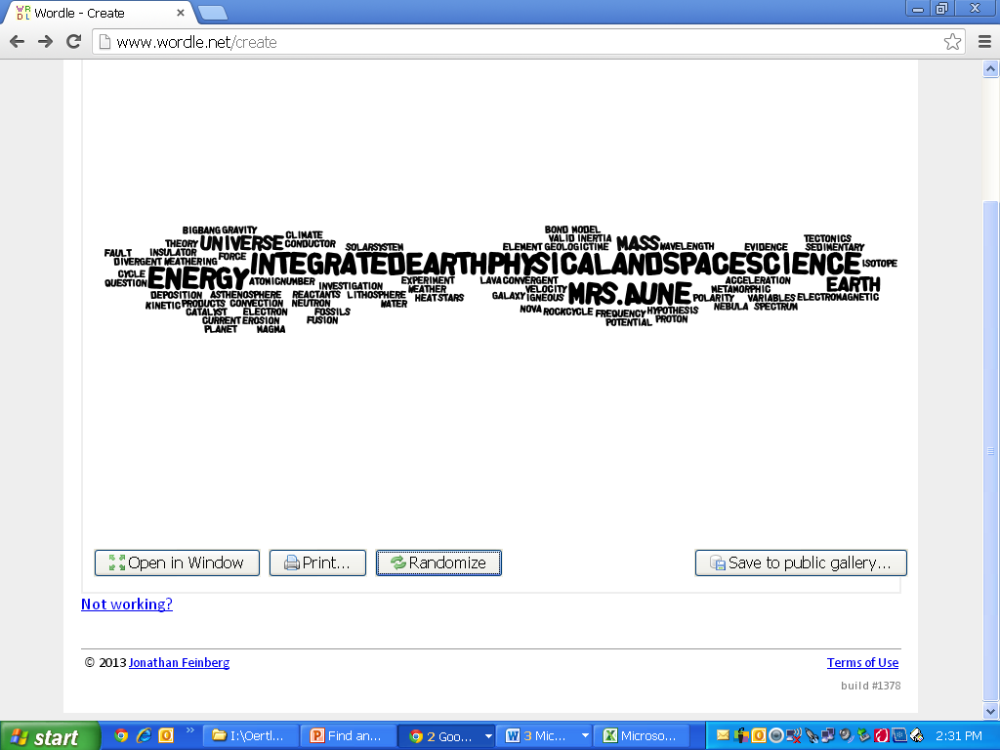 Wordle - Create
www.wordle.net/create
BIGBANG GRAVITY
BOND MODEL
THEORY UNIVERSE CLIMATE
CONDUCTOR
VALID INERTIA
TECTONICS
FAULT INSULATOR FORCE SOLARSYSTEM ELEMENT GEOLOGICTIME MASS WAVELENGTH EVIDENCE SEDIMENTARY
DIVERGENT WEATHERING INTEGRATEDEARTHPHYSICALANDSPACESCIENCE ISOTOPE
CYCLE ENERGY ATOMICNUMBER EXPERIMENT LAVA CONVERGENT ACCELERATION EARTH
QUESTION INVESTIGATION WEATHER VELOCITY MRS.AUNE METAMORPHIC
DEPOSITION ASTHENOSPHERE REACTANTS LITHOSPHERE HEAT STARS GALAXY IGNEOUS POLARITY VARIABLES ELECTROMAGNETIC
KINETIC PRODUCTS CONVECTION NEUTRON WATER NOVA ROCKCYCLE FREQUENCY HYPOTHESIS NEBULA SPECTRUM
CATALYST ELECTRON FOSSILS
CURRENT EROSION FUSION POTENTIAL PROTON
PLANET MAGMA
Open in Window Print... Randomize Save to public gallery...
Not working?
© 2013 Jonathan Feinberg Terms of Use
build #1378
start I:\Oertl... Find an... 2 Goo... 3 Mic... Microso... 2:31 PM